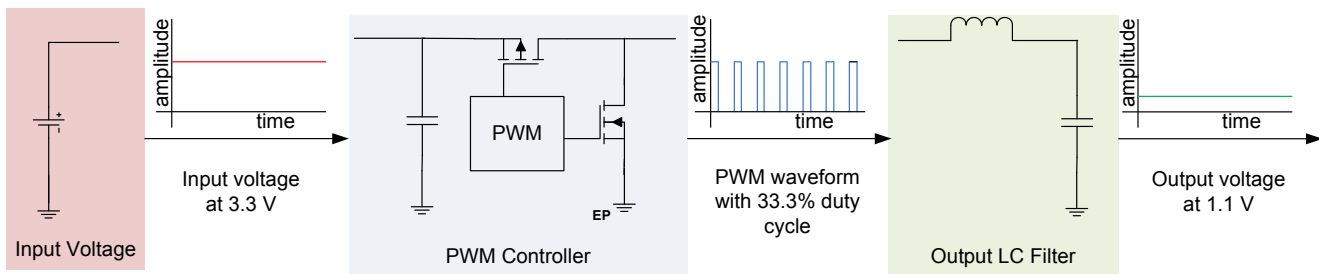 +
-
Input Voltage
amplitude
time
Input voltage
at 3.3 V
PWM
EP
PWM Controller
amplitude
time
PWM waveform
with 33.3% duty
cycle
Output LC Filter
amplitude
time
Output voltage
at 1.1 V